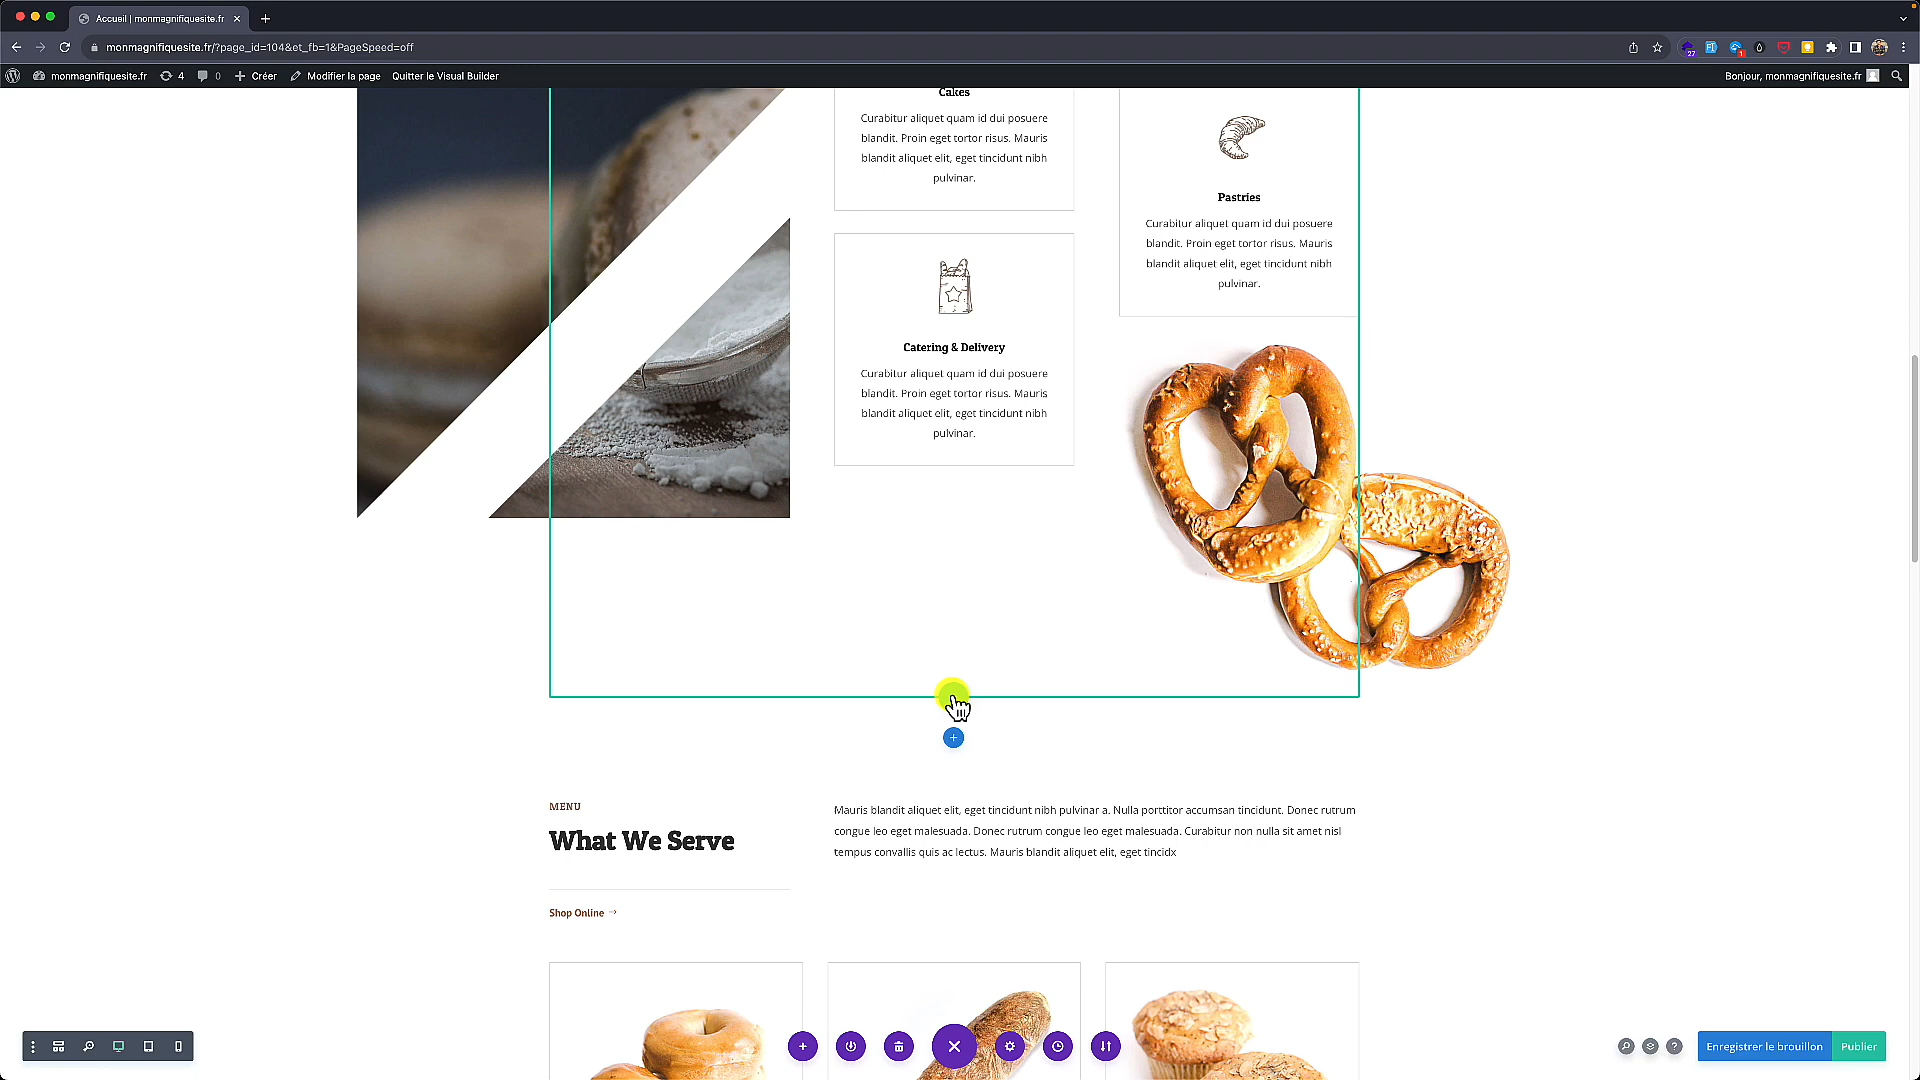 Accueil | monmagnifiquesite.fr
monmagnifiquesite.fr/?page_id=104&et_fb=1&PageSpeed=off
27
1
monmagnifiquesite.fr
4
0
Créer
Modifier la page
Quitter le Visual Builder
Bonjour, monmagnifiquesite.fr
Cakes
Curabitur aliquet quam id dui posuere
blandit. Proin eget tortor risus. Mauris
blandit aliquet elit, eget tincidunt nibh
pulvinar.
Pastries
Curabitur aliquet quam id dui posuere
blandit. Proin eget tortor risus. Mauris
blandit aliquet elit, eget tincidunt nibh
pulvinar.
Catering & Delivery
Curabitur aliquet quam id dui posuere
blandit. Proin eget tortor risus. Mauris
blandit aliquet elit, eget tincidunt nibh
pulvinar.
MENU
What We Serve
Shop Online →
Mauris blandit aliquet elit, eget tincidunt nibh pulvinar a. Nulla porttitor accumsan tincidunt. Donec rutrum
congue leo eget malesuada. Donec rutrum congue leo eget malesuada. Curabitur non nulla sit amet nisl
tempus convallis quis ac lectus. Mauris blandit aliquet elit, eget tincidx
Enregistrer le brouillon
Publier